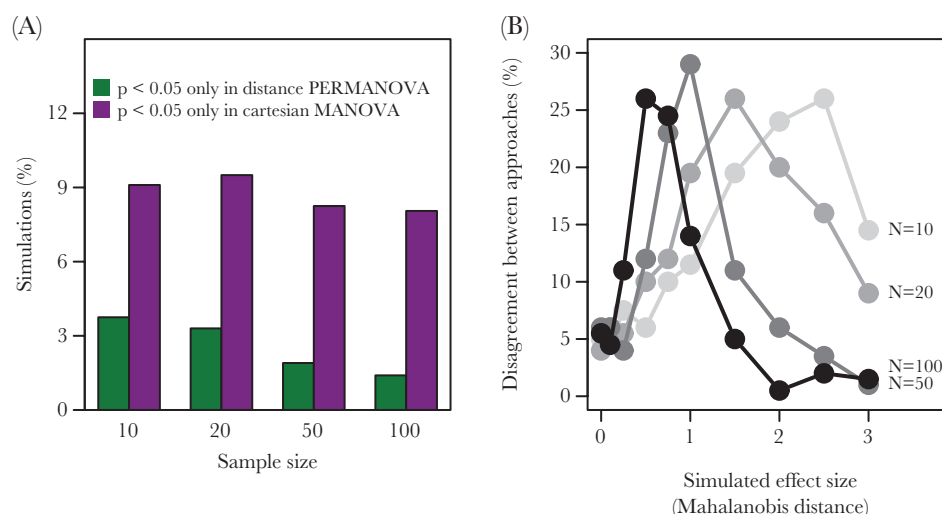 (A)
p < 0.05 only in distance PERMANOVA
p < 0.05 only in cartesian MANOVA
Simulations (%)
12
9
6
3
0
10 20 50 100
Sample size
(B)
Disagreement between approaches (%)
30
25
20
15
10
5
0
N=10
N=20
N=100
N=50
0 1 2 3
Simulated effect size
(Mahalanobis distance)